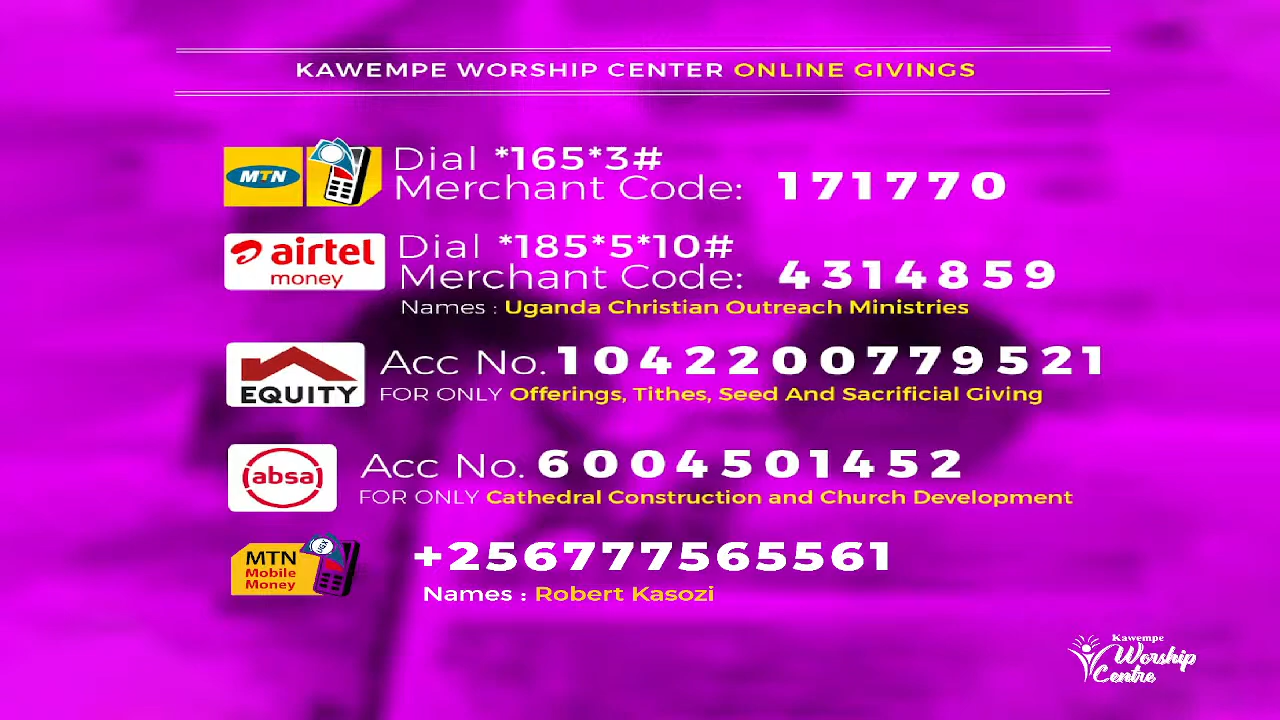 KAWEMPE WORSHIP CENTER ONLINE GIVINGS
MTN
Dial *165*3#
Merchant Code: 171770
airtel
money
Dial *185*5*10#
Merchant Code: 4314859
Names : Uganda Christian Outreach Ministries
EQUITY
Acc No. 1042200779521
FOR ONLY Offerings, Tithes, Seed And Sacrificial Giving
absa
Acc No. 6004501452
FOR ONLY Cathedral Construction and Church Development
MTN
Mobile
Money
+256777565561
Names : Robert Kasozi
Kawempe
Worship
Centre